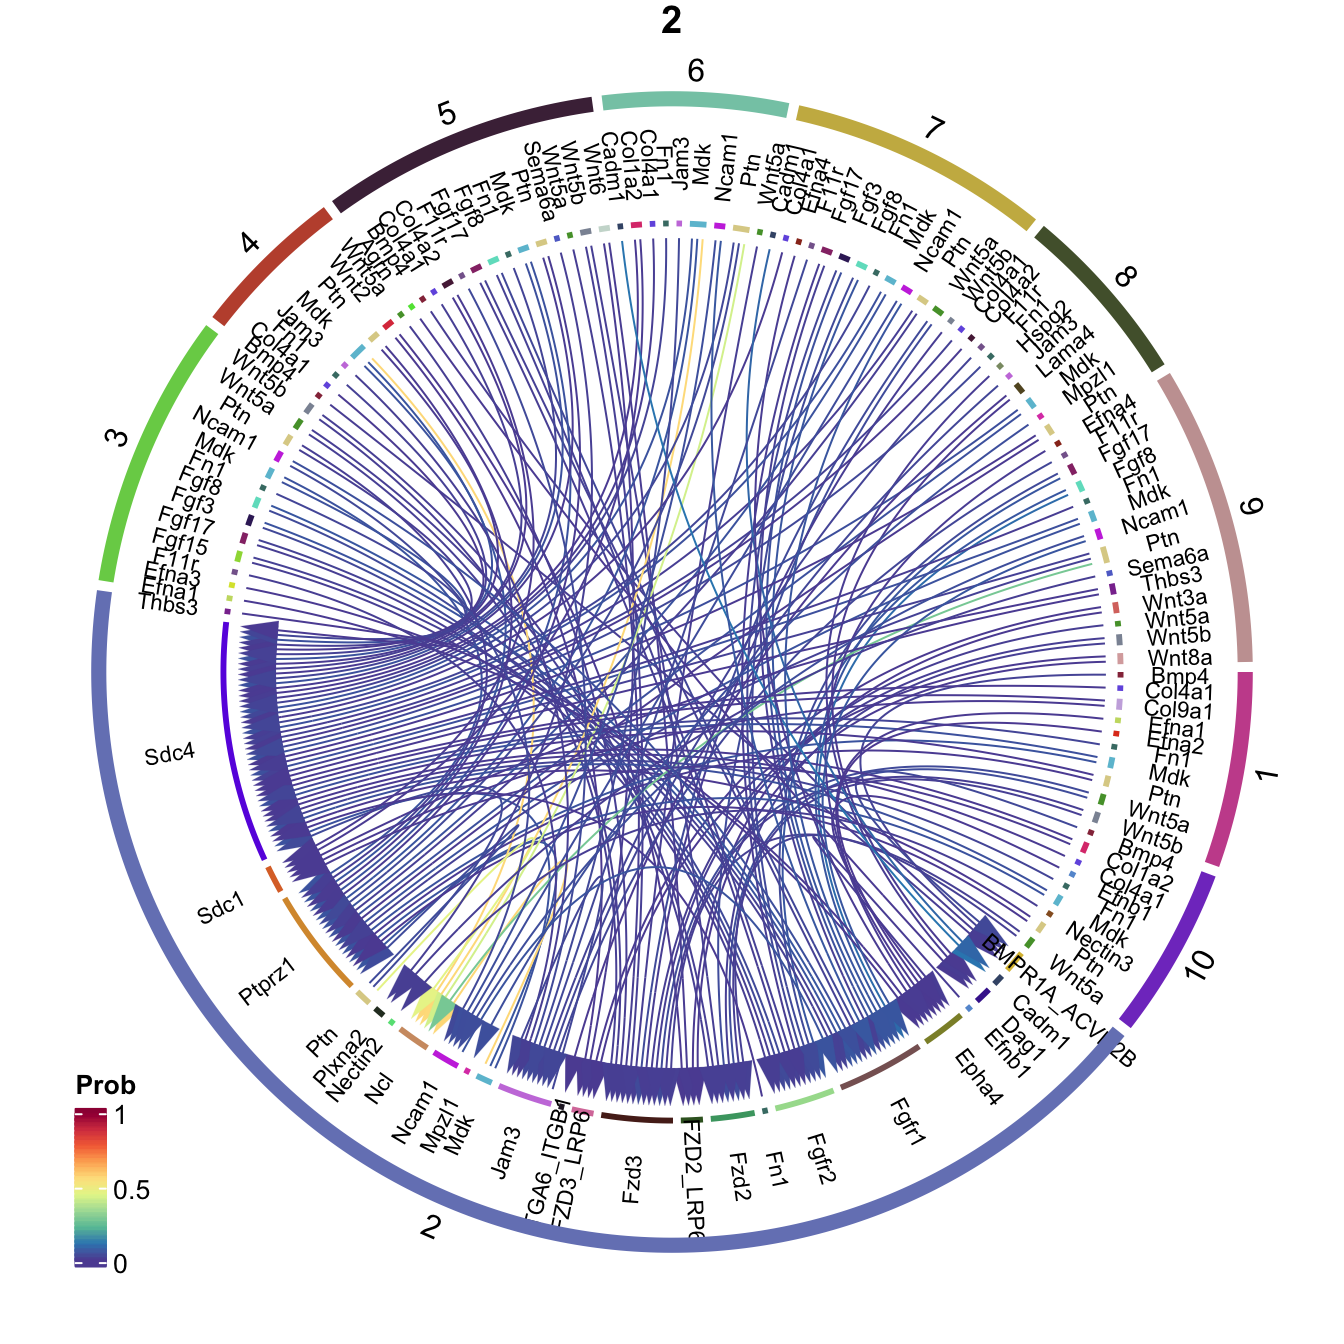 2
6
Cadm1
Col1a2
Col4a1
Fn1
Jam3
Mdk
Ncam1
Ptn
Wnt5a
7
Cadm1
Col4a1
Efna4
F11r
Fgf17
Fgf3
Fgf8
Fn1
Mdk
Ncam1
Ptn
Wnt5a
Wnt5b
8
F11r
Fn1
Hspg2
Jam3
Lama4
Mdk
Mpzl1
Ptn
9
Efna4
F11r
Fgf17
Fgf8
Fn1
Mdk
Ncam1
Ptn
Sema6a
Thbs3
Wnt3a
Wnt5a
Wnt5b
Wnt8a
1
Bmp4
Col4a1
Col9a1
Efna1
Efna2
Fn1
Mdk
Ptn
Wnt5a
Wnt5b
10
Bmp4
Col1a2
Col4a1
Efnb1
Fn1
Mdk
Nectin3
Ptn
Wnt5a
2
BMPR1A_ACVR2B
Cadm1
Dag1
Efnb1
Epha4
Fgfr1
Fgfr2
Fn1
Fzd2
FZD2_LRP6
Fzd3
FZD3_LRP6
TGA6_ITGB1
Jam3
Mdk
Mpzl1
Ncam1
Ncl
Nectin2
Plxna2
Ptn
Ptprz1
Sdc1
Sdc4
3
Thbs3
Efna1
Efna3
F11r
Fgf15
Fgf17
Fgf3
Fgf8
Fn1
Mdk
Ncam1
Ptn
Wnt5a
Wnt5b
4
Bmp4
Col4a1
Fn1
Jam3
Mdk
Ptn
Wnt2
Wnt5a
5
Bmp4
Col4a1
Col4a2
F11r
Fgf17
Fgf8
Fn1
Mdk
Ptn
Sema6a
Wnt5a
Wnt5b
Wnt6
Prob
1
0.5
0